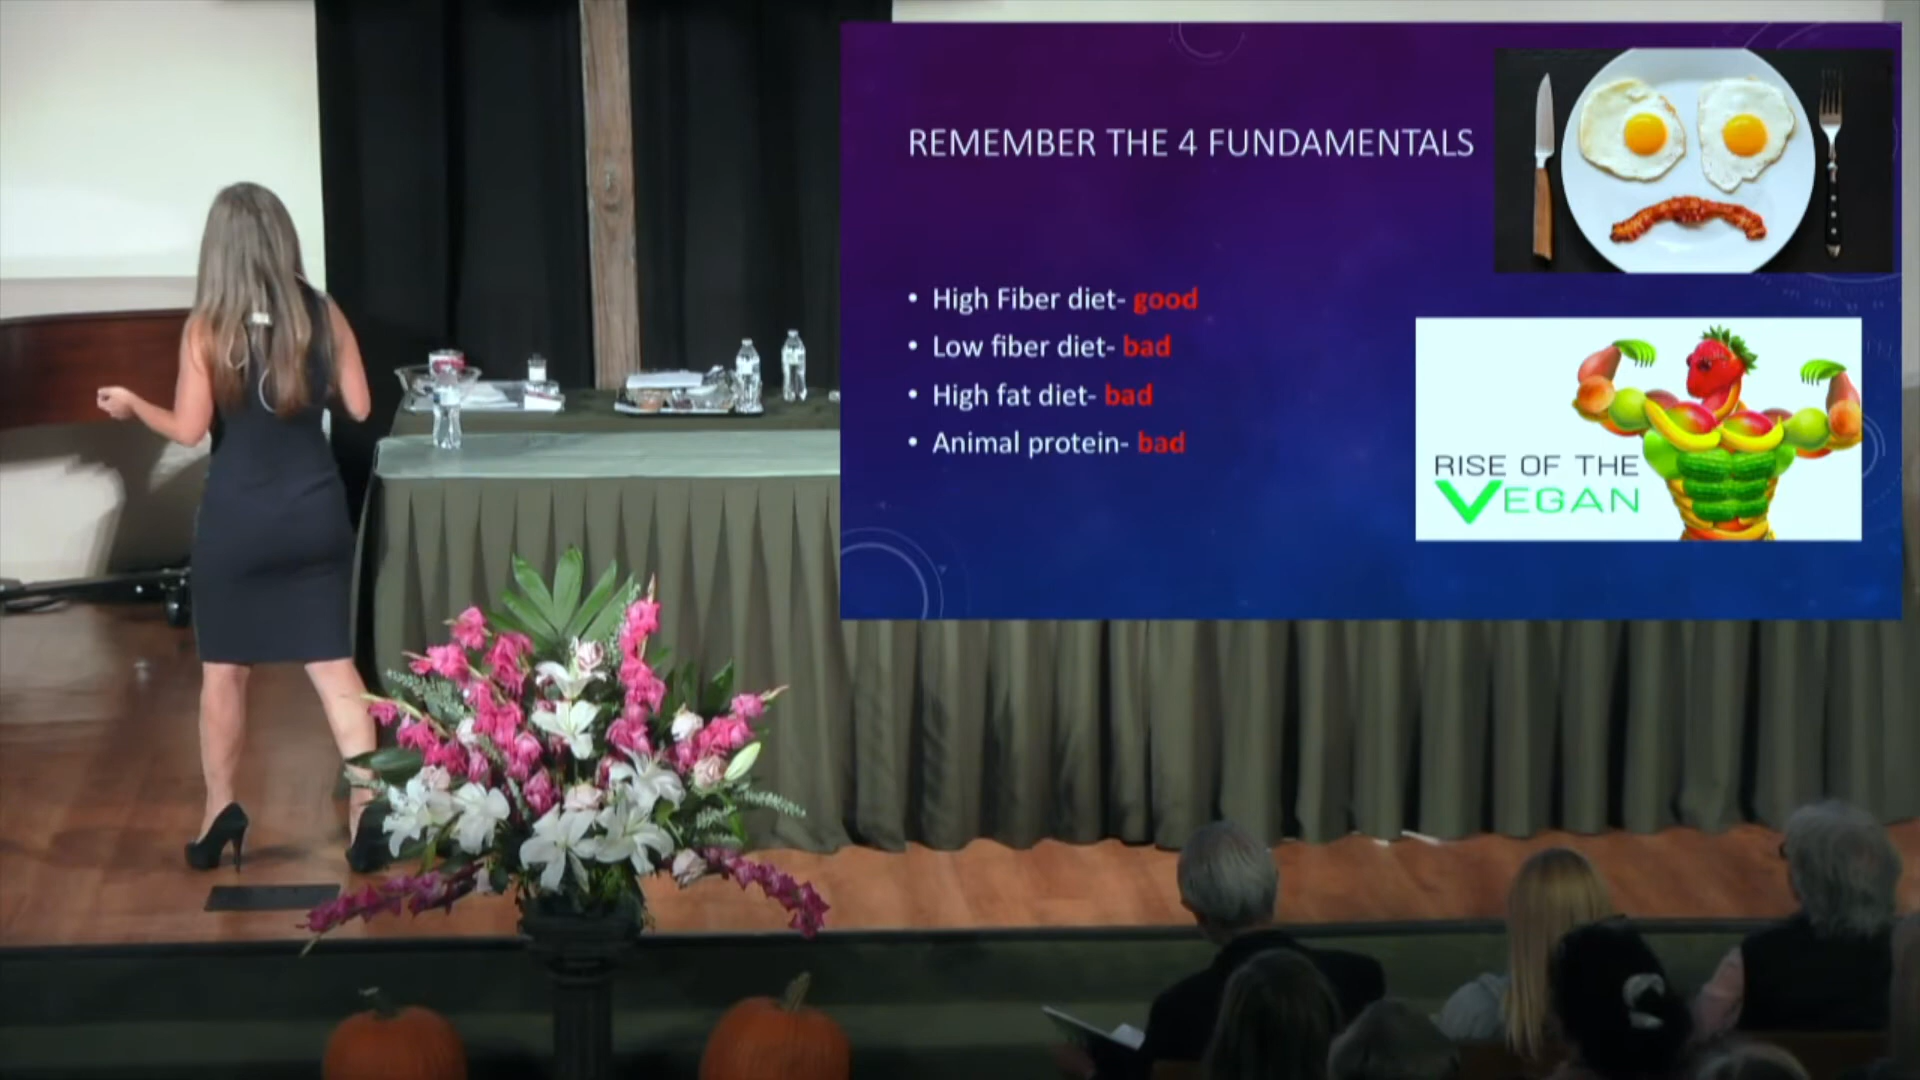 REMEMBER THE 4 FUNDAMENTALS
• High Fiber diet- good
• Low fiber diet- bad
• High fat diet- bad
• Animal protein- bad
RISE OF THE
VEGAN